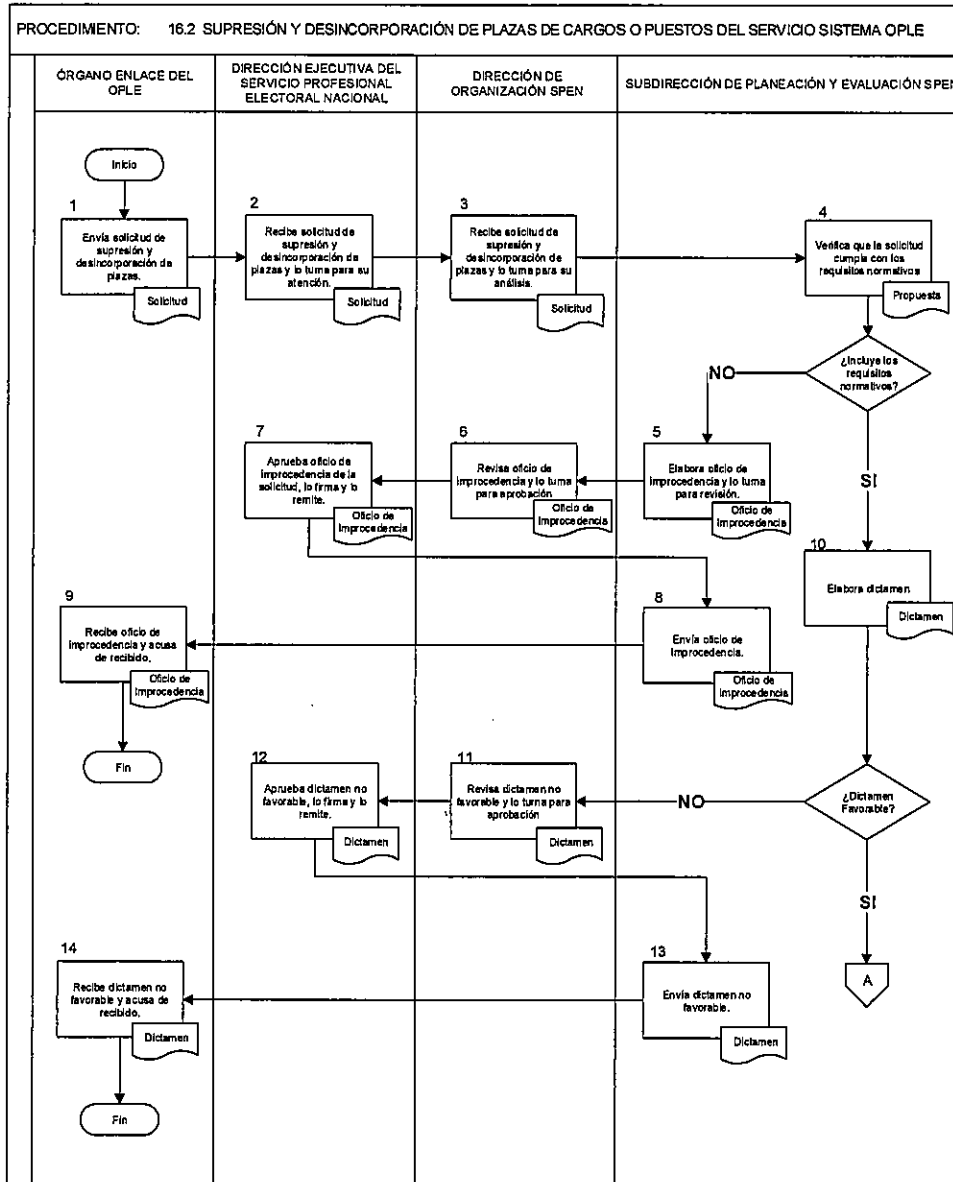 PROCEDIMIENTO: 16.2 SUPRESIÓN Y DESINCORPORACIÓN DE PLAZAS DE CARGOS O PUESTOS DEL SERVICIO SISTEMA OPLE
ÓRGANO ENLACE DEL
OPLE
DIRECCIÓN EJECUTIVA DEL
SERVICIO PROFESIONAL
ELECTORAL NACIONAL
DIRECCIÓN DE
ORGANIZACIÓN SPEN
SUBDIRECCIÓN DE PLANEACIÓN Y EVALUACIÓN SPEN
Inicio
1
Envía solicitud de
supresión y
desincorporación de
plazas.
Solicitud
2
Recibe solicitud de
supresión y
desincorporación de
plazas y lo turna para su
atención.
Solicitud
3
Recibe solicitud de
supresión y
desincorporación de
plazas y lo turna para su
análisis.
Solicitud
4
Verifica que la solicitud
cumpla con los
requisitos normativos
Propuesta
¿Incluye los
requisitos
normativos?
NO
SI
7
Aprueba oficio de
improcedencia de la
solicitud, lo firma y lo
remite.
Oficio de
Improcedencia
6
Revisa oficio de
improcedencia y lo turna
para aprobación
Oficio de
Improcedencia
5
Elabora oficio de
improcedencia y lo turna
para revisión.
Oficio de
Improcedencia
10
Elabora dictamen
Dictamen
9
Recibe oficio de
improcedencia y acusa
de recibido.
Oficio de
Improcedencia
8
Envía oficio de
Improcedencia.
Oficio de
Improcedencia
Fin
12
Aprueba dictamen no
favorable, lo firma y lo
remite.
Dictamen
11
Revisa dictamen no
favorable y lo turna para
aprobación
Dictamen
NO
¿Dictamen
Favorable?
SI
14
Recibe dictamen no
favorable y acusa de
recibido.
Dictamen
13
Envía dictamen no
favorable.
Dictamen
A
Fin